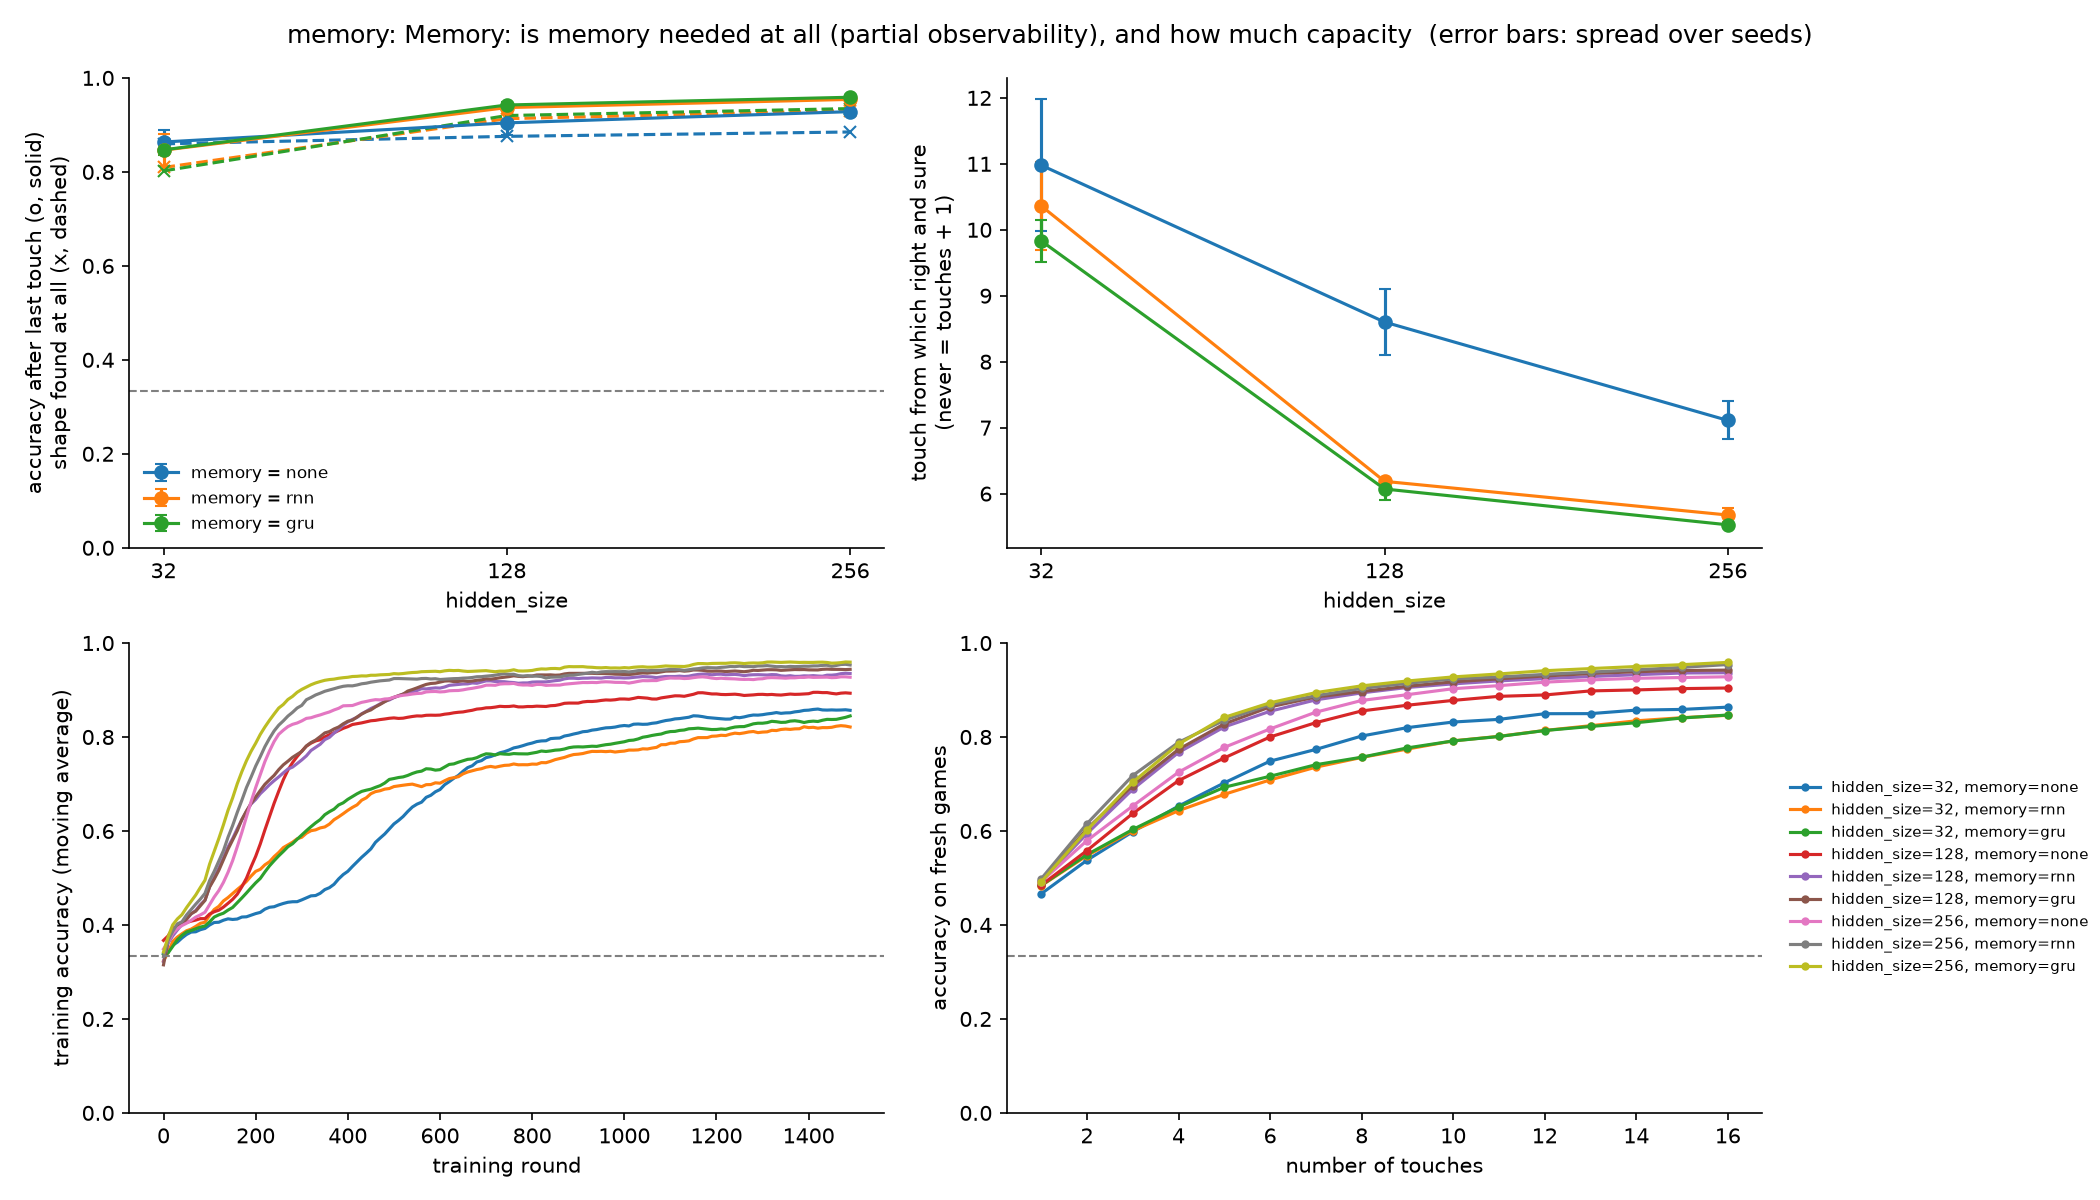 memory: Memory: is memory needed at all (partial observability), and how much capacity  (error bars: spread over seeds)
accuracy after last touch (o, solid)
shape found at all (x, dashed)
1.0
0.8
0.6
0.4
0.2
0.0
memory = none
memory = rnn
memory = gru
32
128
256
hidden_size
touch from which right and sure
(never = touches + 1)
12
11
10
9
8
7
6
32
128
256
hidden_size
training accuracy (moving average)
1.0
0.8
0.6
0.4
0.2
0.0
0
200
400
600
800
1000
1200
1400
training round
accuracy on fresh games
1.0
0.8
0.6
0.4
0.2
0.0
2
4
6
8
10
12
14
16
number of touches
hidden_size=32, memory=none
hidden_size=32, memory=rnn
hidden_size=32, memory=gru
hidden_size=128, memory=none
hidden_size=128, memory=rnn
hidden_size=128, memory=gru
hidden_size=256, memory=none
hidden_size=256, memory=rnn
hidden_size=256, memory=gru